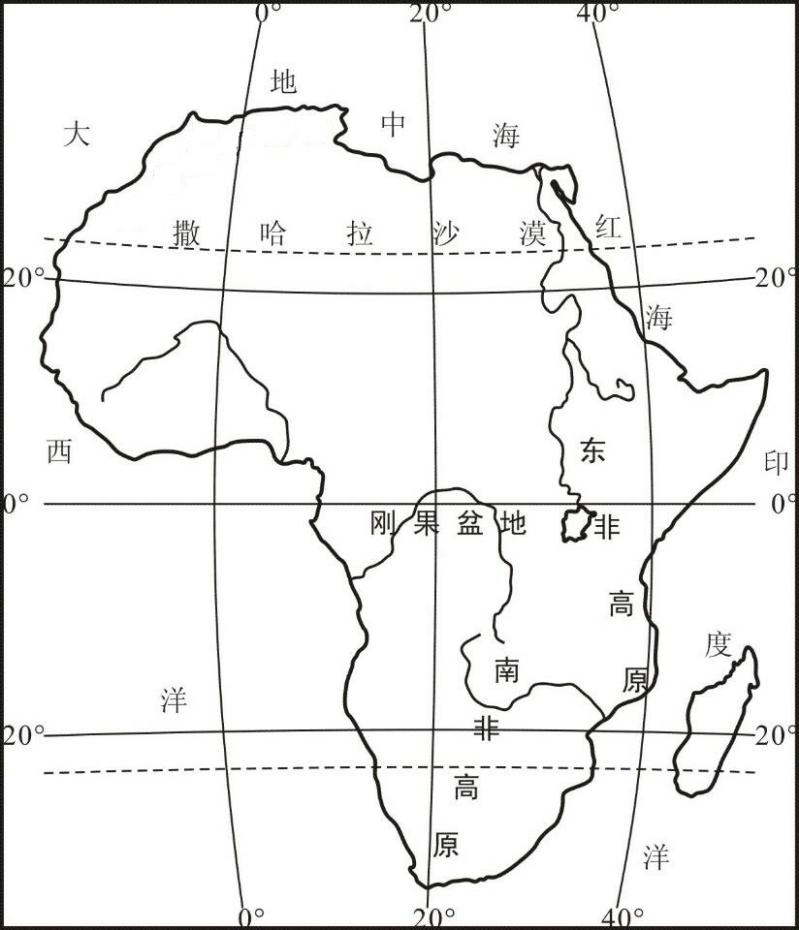 0° 20° 40°
地 中 海
大 西 洋
撒 哈 拉 沙 漠
红 海
20° 20°
东 非 高 原
印 度 洋
0° 0°
刚 果 盆 地
南 非 高 原
20° 20°
0° 20° 40°